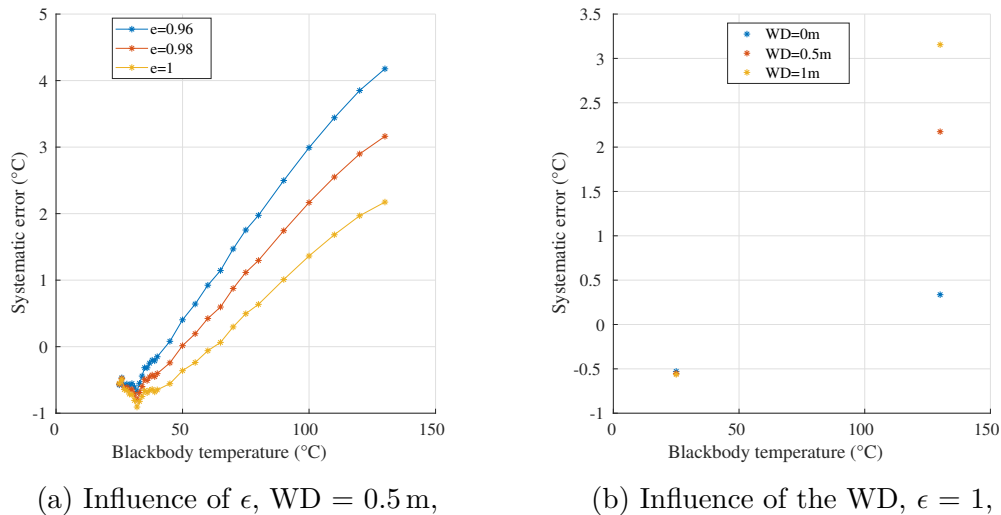 5
4
3
2
1
0
-1
0
50
100
150
Systematic error (°C)
Blackbody temperature (°C)
e=0.96
e=0.98
e=1
(a) Influence of ϵ, WD = 0.5 m,
3.5
3
2.5
2
1.5
1
0.5
0
-0.5
-1
0
50
100
150
Systematic error (°C)
Blackbody temperature (°C)
WD=0m
WD=0.5m
WD=1m
(b) Influence of the WD, ϵ = 1,